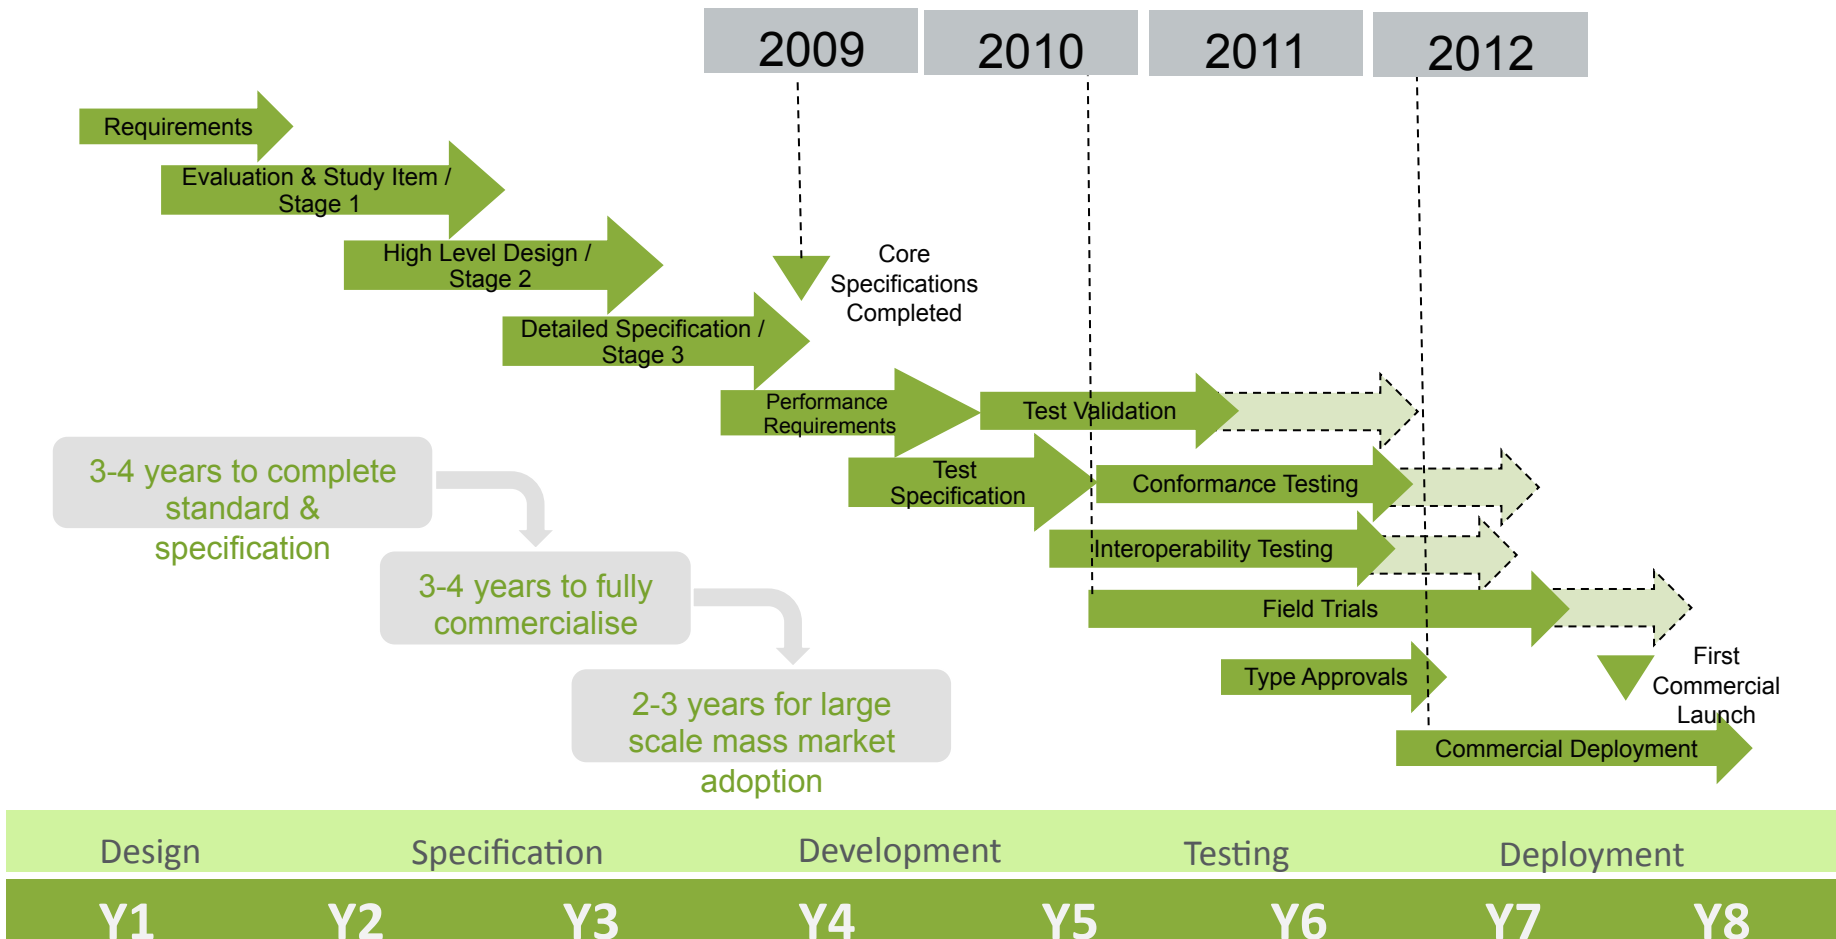 2009
2010
2011
2012
Requirements
Evaluation & Study Item /
Stage 1
High Level Design /
Stage 2
Core
Specifications
Completed
Detailed Specification /
Stage 3
Performance
Requirements
Test Validation
Test
Specification
Conformance Testing
Interoperability Testing
Field Trials
Type Approvals
First
Commercial
Launch
Commercial Deployment
3-4 years to complete
standard &
specification
3-4 years to fully
commercialise
2-3 years for large
scale mass market
adoption
Design
Specification
Development
Testing
Deployment
Y1
Y2
Y3
Y4
Y5
Y6
Y7
Y8